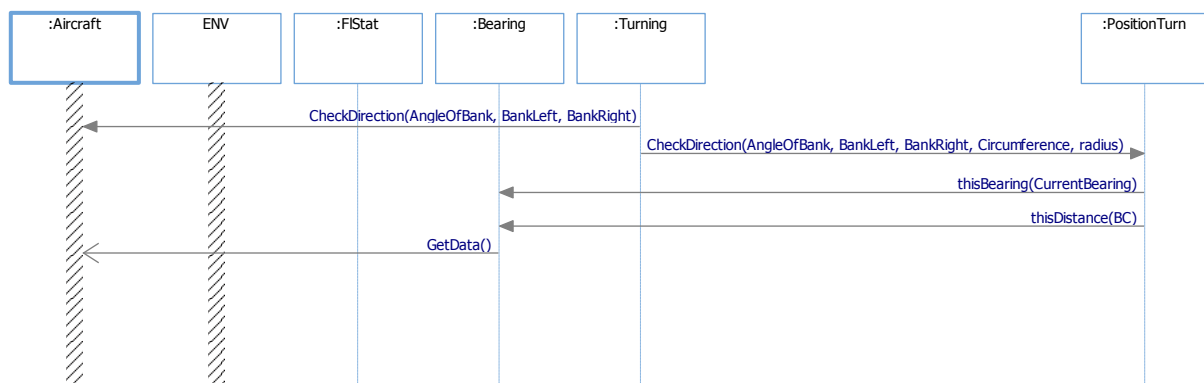 :Aircraft
ENV
:FlStat
:Bearing
:Turning
:PositionTurn
CheckDirection(AngleOfBank, BankLeft, BankRight)
CheckDirection(AngleOfBank, BankLeft, BankRight, Circumference, radius)
thisBearing(CurrentBearing)
thisDistance(BC)
GetData()